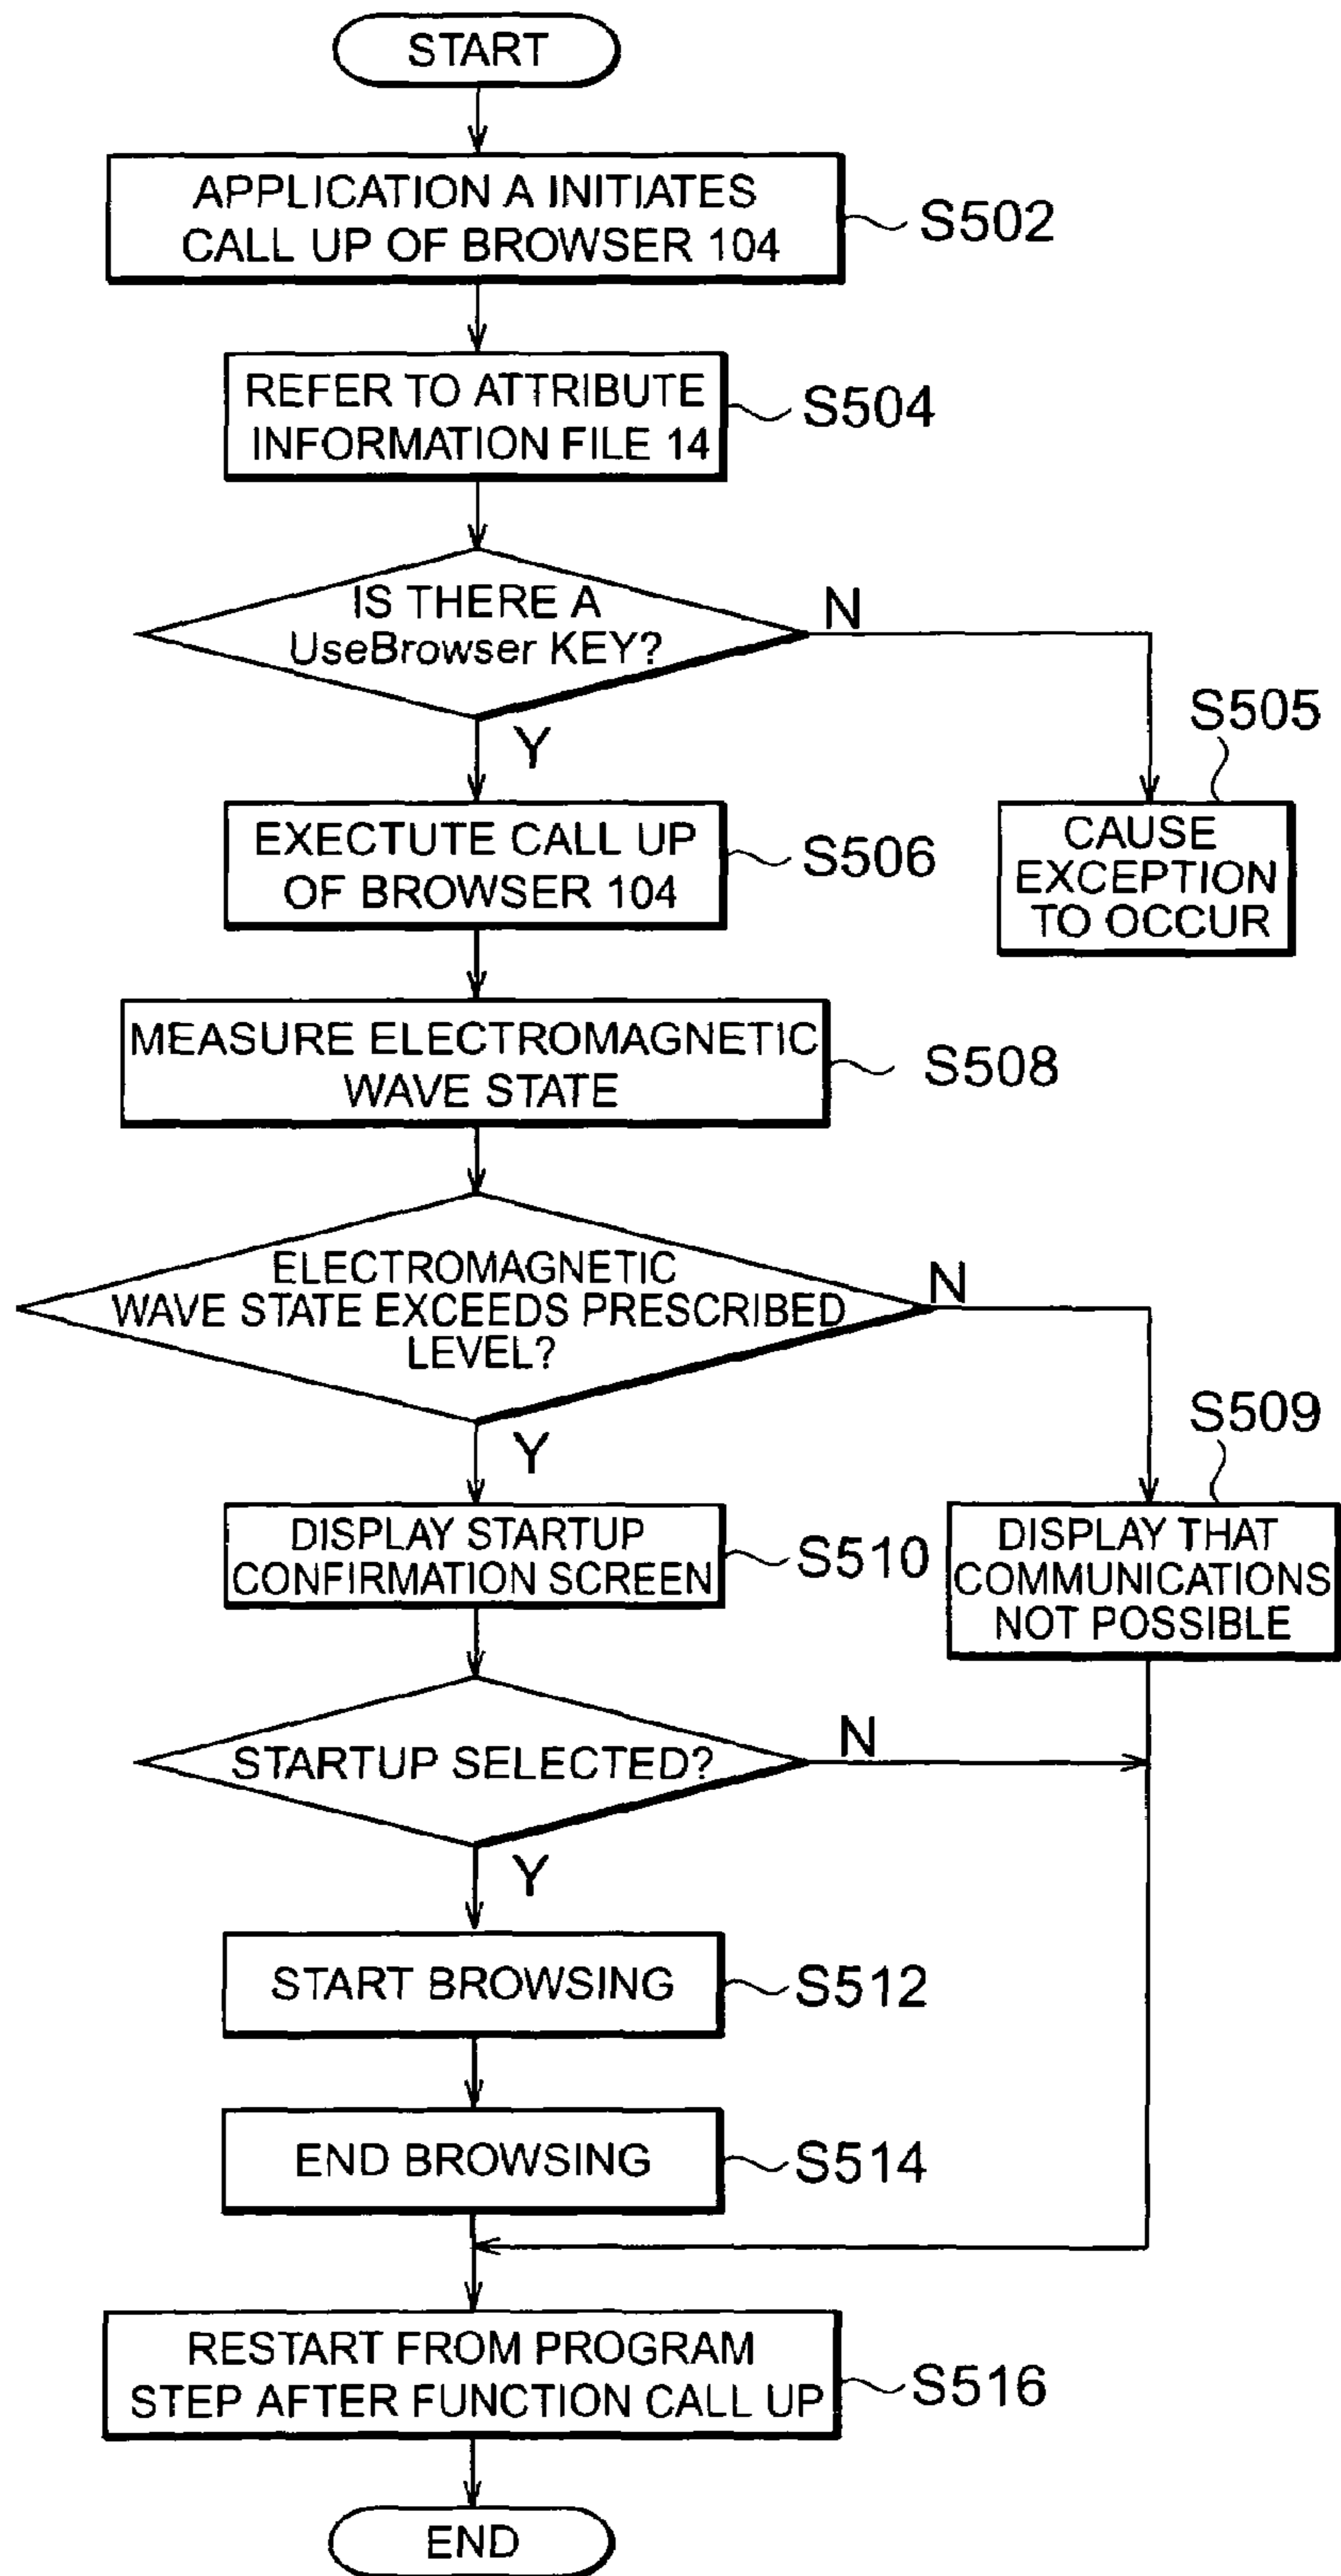 START
APPLICATION A INITIATES
CALL UP OF BROWSER 104
S502
REFER TO ATTRIBUTE
INFORMATION FILE 14
S504
IS THERE A
UseBrowser KEY?
N
Y
S505
CAUSE
EXCEPTION
TO OCCUR
EXECTUTE CALL UP
OF BROWSER 104
S506
MEASURE ELECTROMAGNETIC
WAVE STATE
S508
ELECTROMAGNETIC
WAVE STATE EXCEEDS PRESCRIBED
LEVEL?
N
Y
S509
DISPLAY THAT
COMMUNICATIONS
NOT POSSIBLE
DISPLAY STARTUP
CONFIRMATION SCREEN
S510
STARTUP SELECTED?
N
Y
START BROWSING
S512
END BROWSING
S514
RESTART FROM PROGRAM
STEP AFTER FUNCTION CALL UP
S516
END